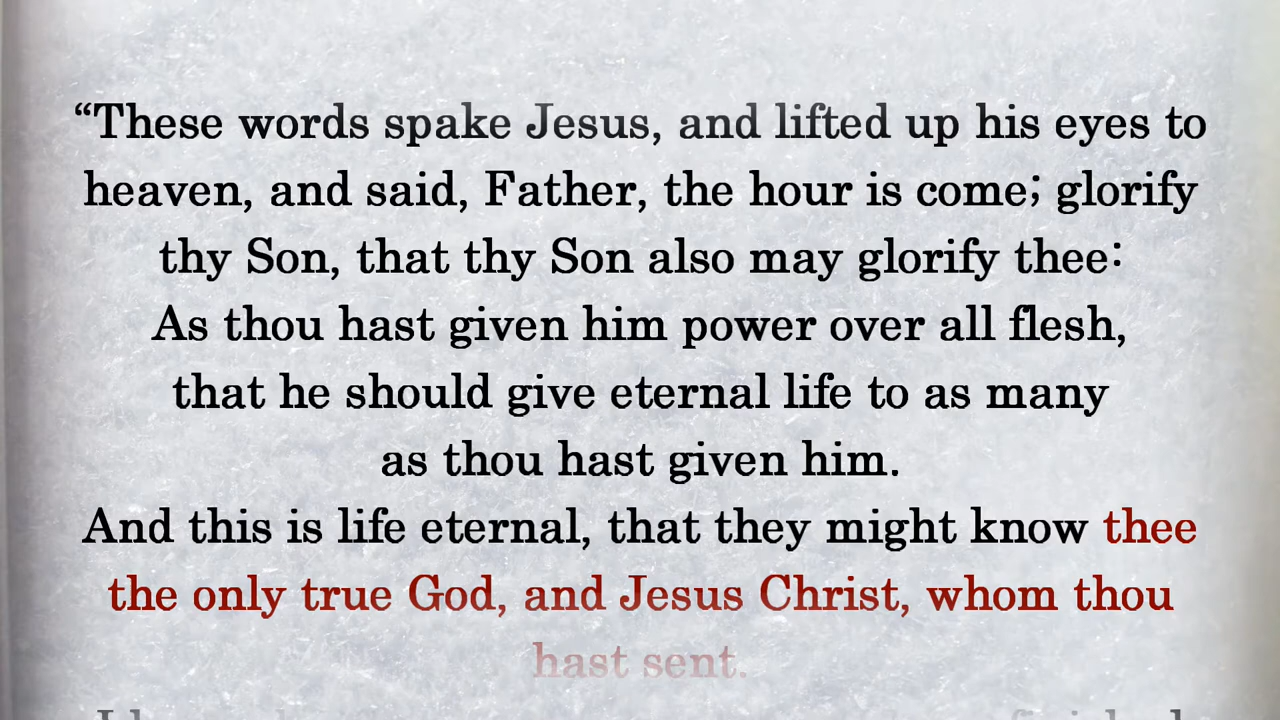 “These words spake Jesus, and lifted up his eyes to
heaven, and said, Father, the hour is come; glorify
thy Son, that thy Son also may glorify thee:
As thou hast given him power over all flesh,
that he should give eternal life to as many
as thou hast given him.
And this is life eternal, that they might know thee
the only true God, and Jesus Christ, whom thou
hast sent.